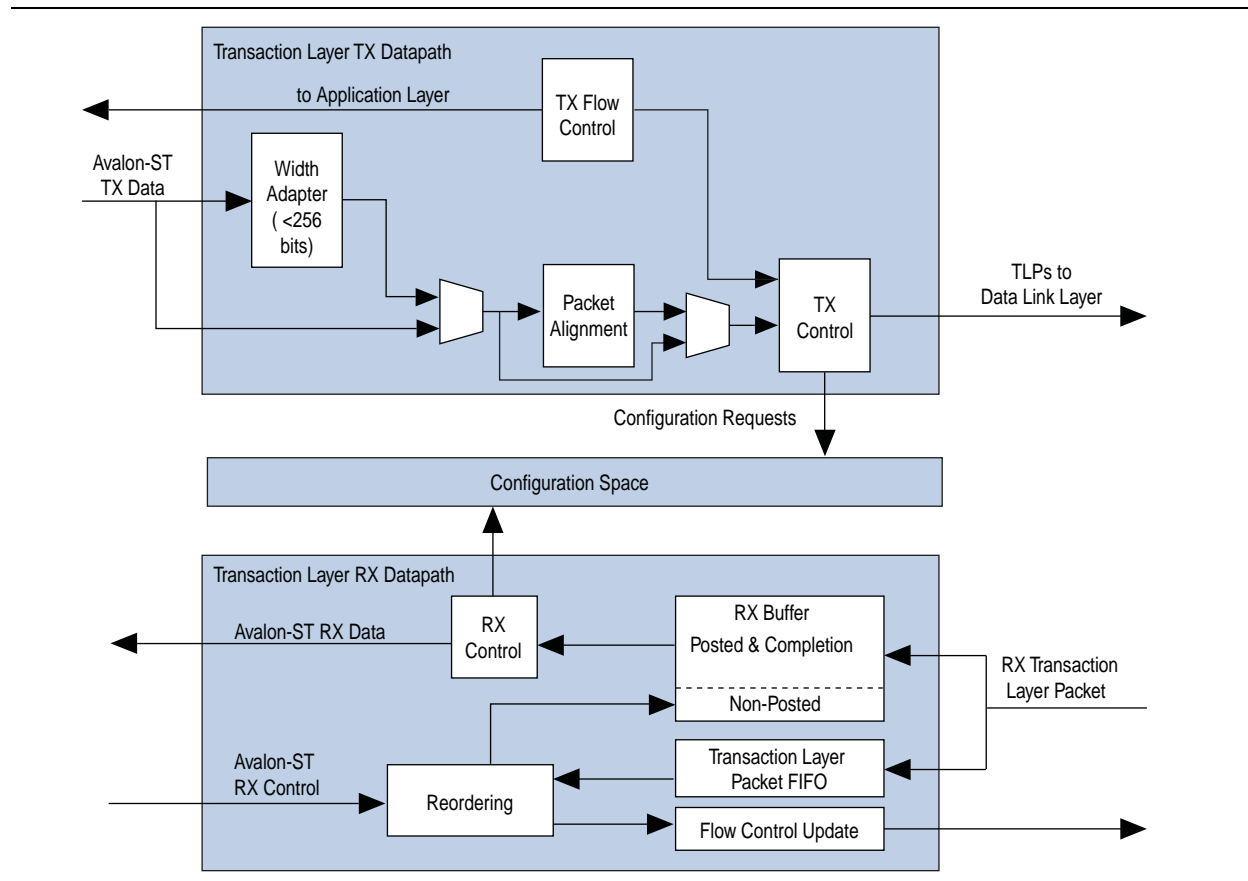 Transaction Layer TX Datapath
to Application Layer
TX Flow
Control
Avalon-ST
TX Data
Width
Adapter
( <256
bits)
Packet
Alignment
TX
Control
TLPs to
Data Link Layer
Configuration Requests
Configuration Space
Transaction Layer RX Datapath
Avalon-ST RX Data
RX
Control
RX Buffer
Posted & Completion
Non-Posted
RX Transaction
Layer Packet
Avalon-ST
RX Control
Reordering
Transaction Layer
Packet FIFO
Flow Control Update